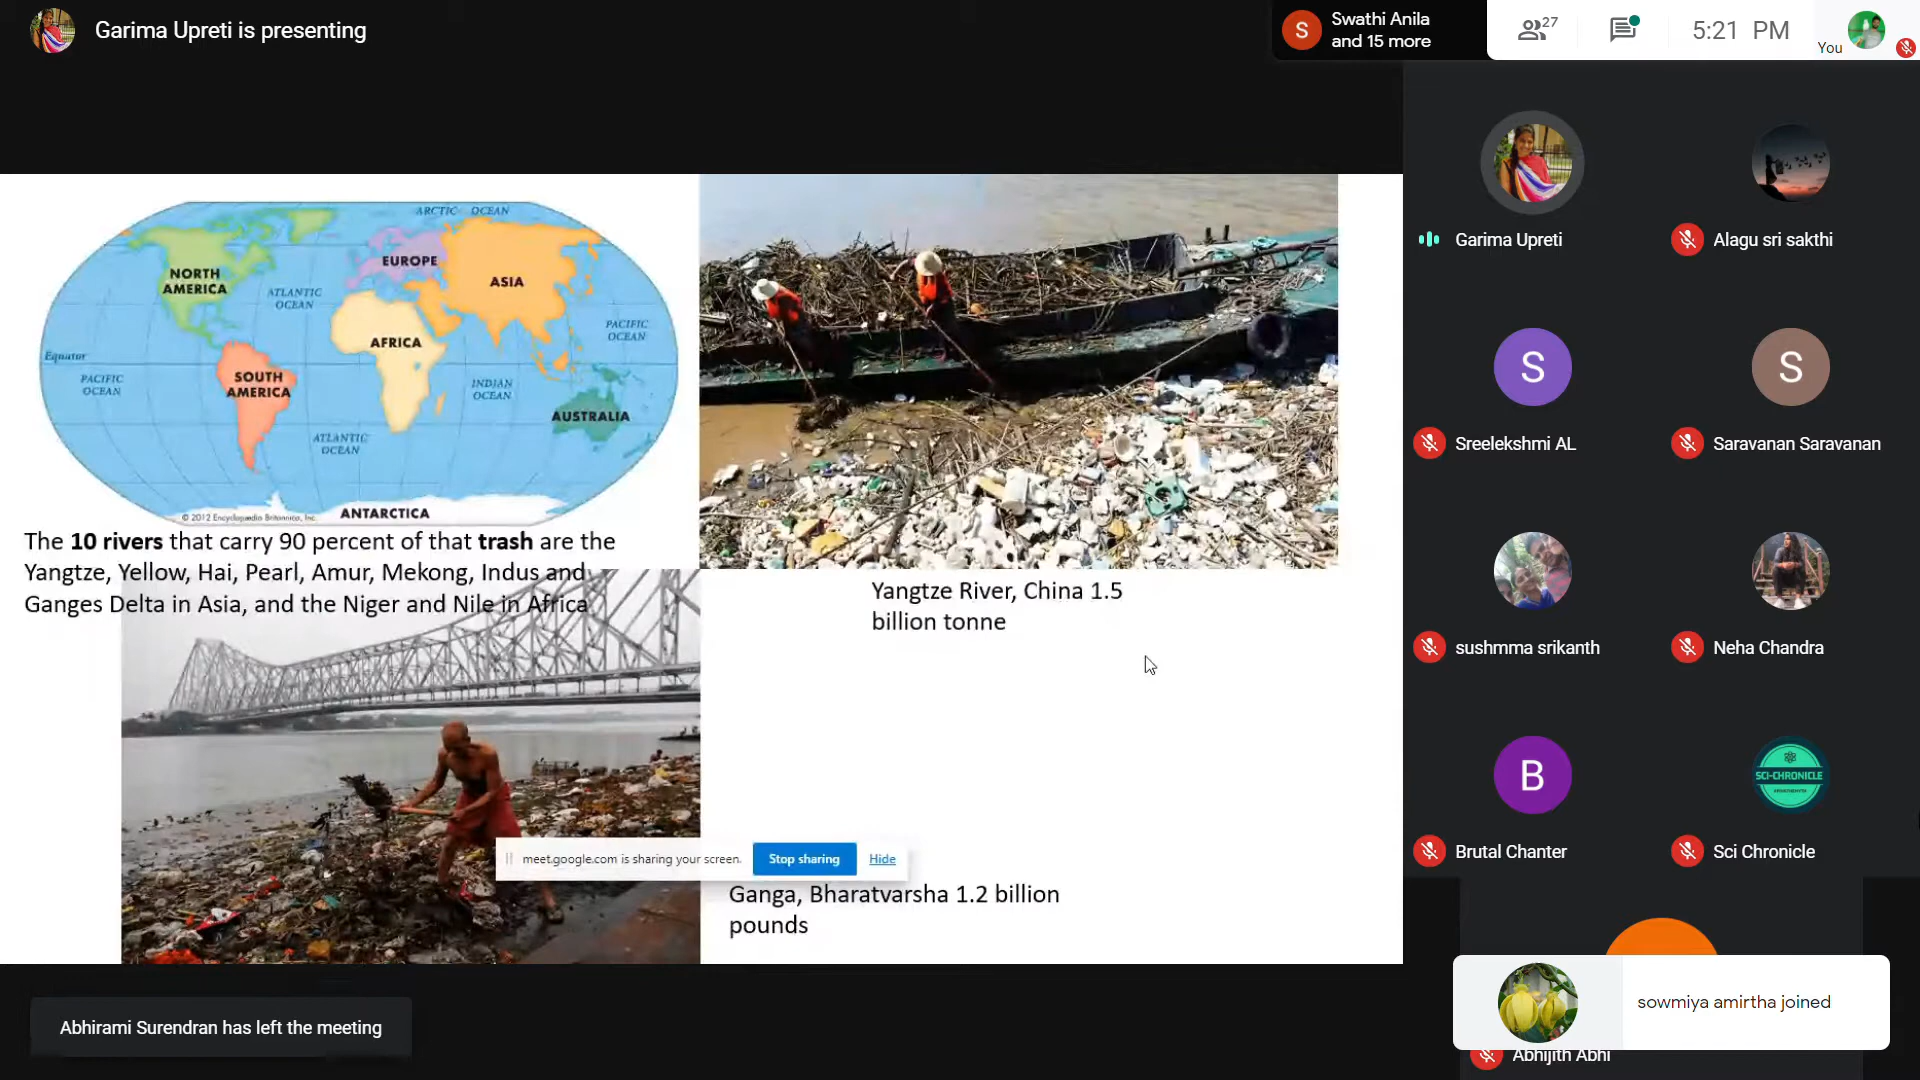 Garima Upreti is presenting
S
Swathi Anila
and 15 more
27
5:21 PM
You
ARCTIC OCEAN
NORTH
AMERICA
EUROPE
ASIA
ATLANTIC
OCEAN
PACIFIC
OCEAN
AFRICA
Equator
PACIFIC
OCEAN
SOUTH
AMERICA
INDIAN
OCEAN
AUSTRALIA
ATLANTIC
OCEAN
ANTARCTICA
© 2012 Encyclopædia Britannica, Inc.
The 10 rivers that carry 90 percent of that trash are the
Yangtze, Yellow, Hai, Pearl, Amur, Mekong, Indus and
Ganges Delta in Asia, and the Niger and Nile in Africa
Yangtze River, China 1.5
billion tonne
meet.google.com is sharing your screen.
Stop sharing
Hide
Ganga, Bharatvarsha 1.2 billion
pounds
Garima Upreti
Alagu sri sakthi
S
S
Sreelekshmi AL
Saravanan Saravanan
sushmma srikanth
Neha Chandra
B
SCI-CHRONICLE
Brutal Chanter
Sci Chronicle
sowmiya amirtha joined
Abhijith Abhi
Abhirami Surendran has left the meeting